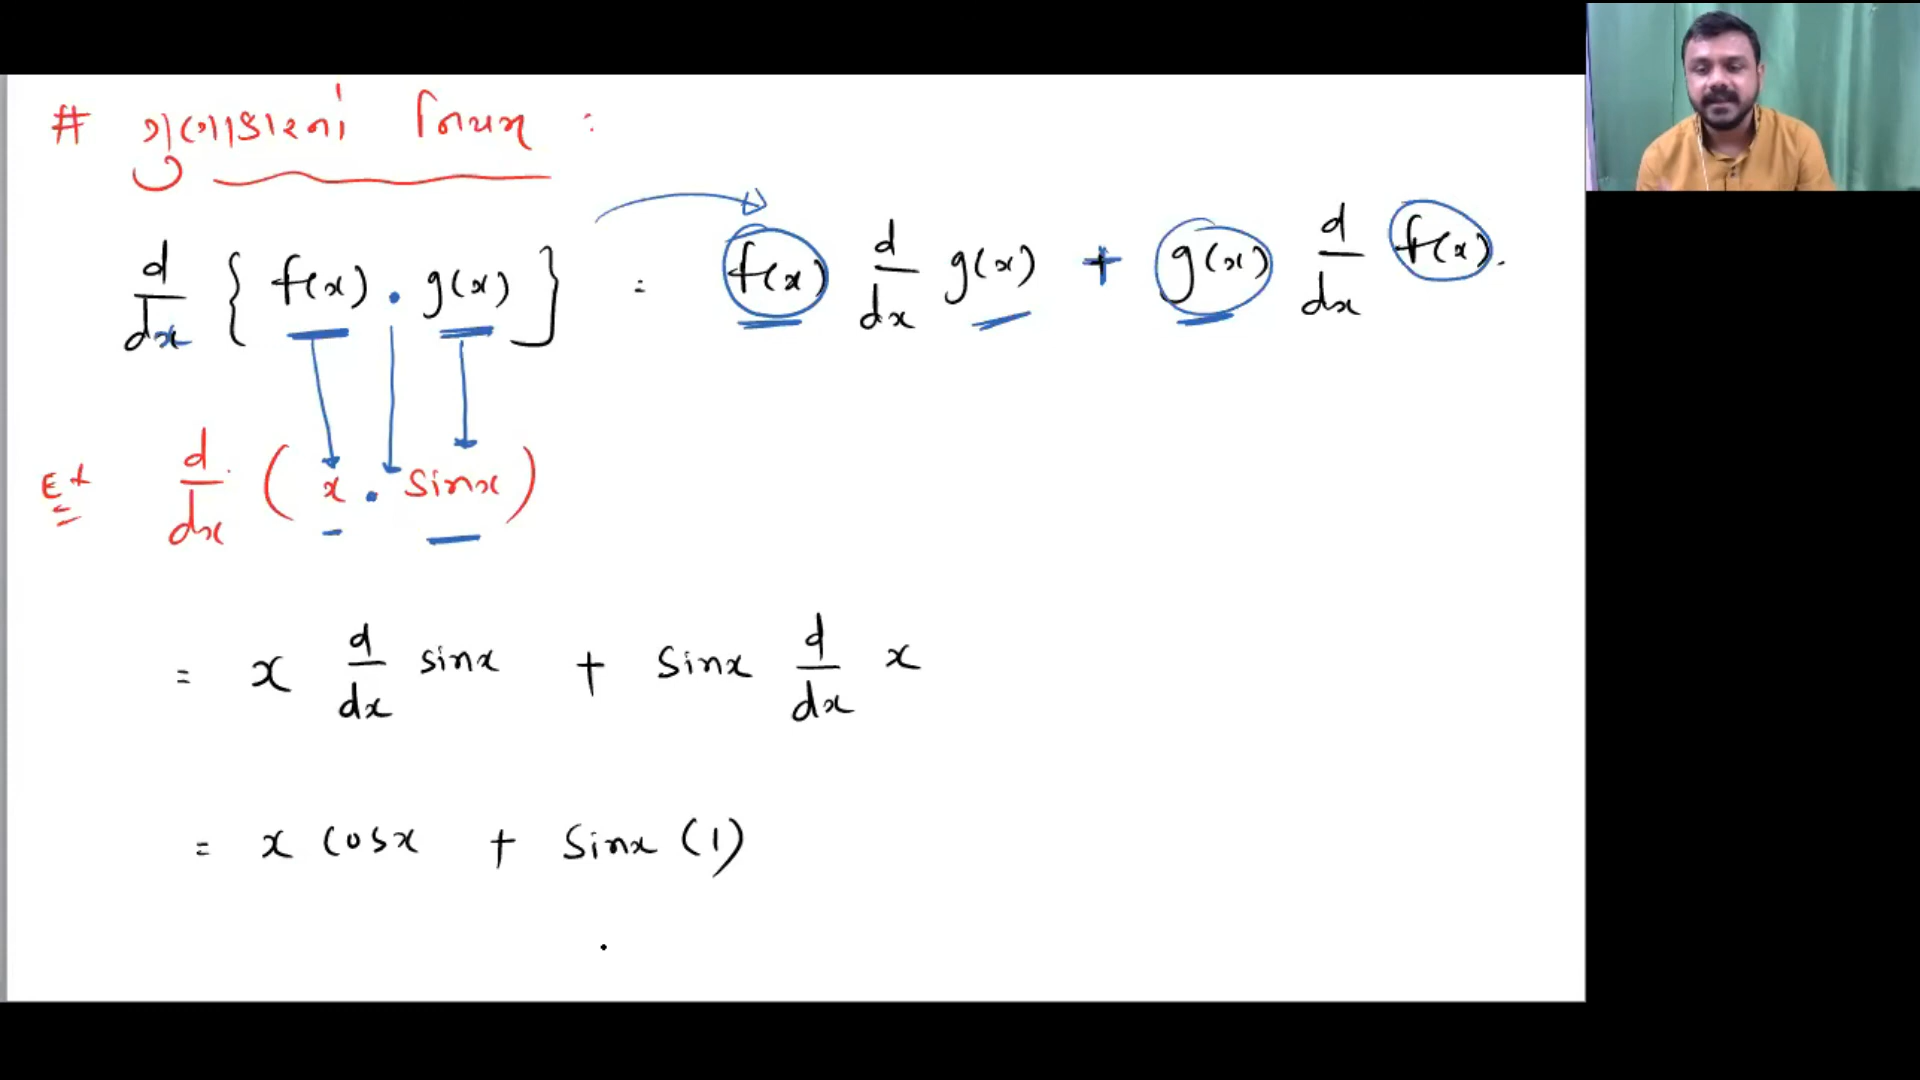 # ગુણાકારનાં નિયમ :
d/dx { f(x) . g(x) } = f(x) d/dx g(x) + g(x) d/dx f(x).
Ex d/dx ( x . sinx )
= x d/dx sinx + sinx d/dx x
= x cosx + sinx (1)